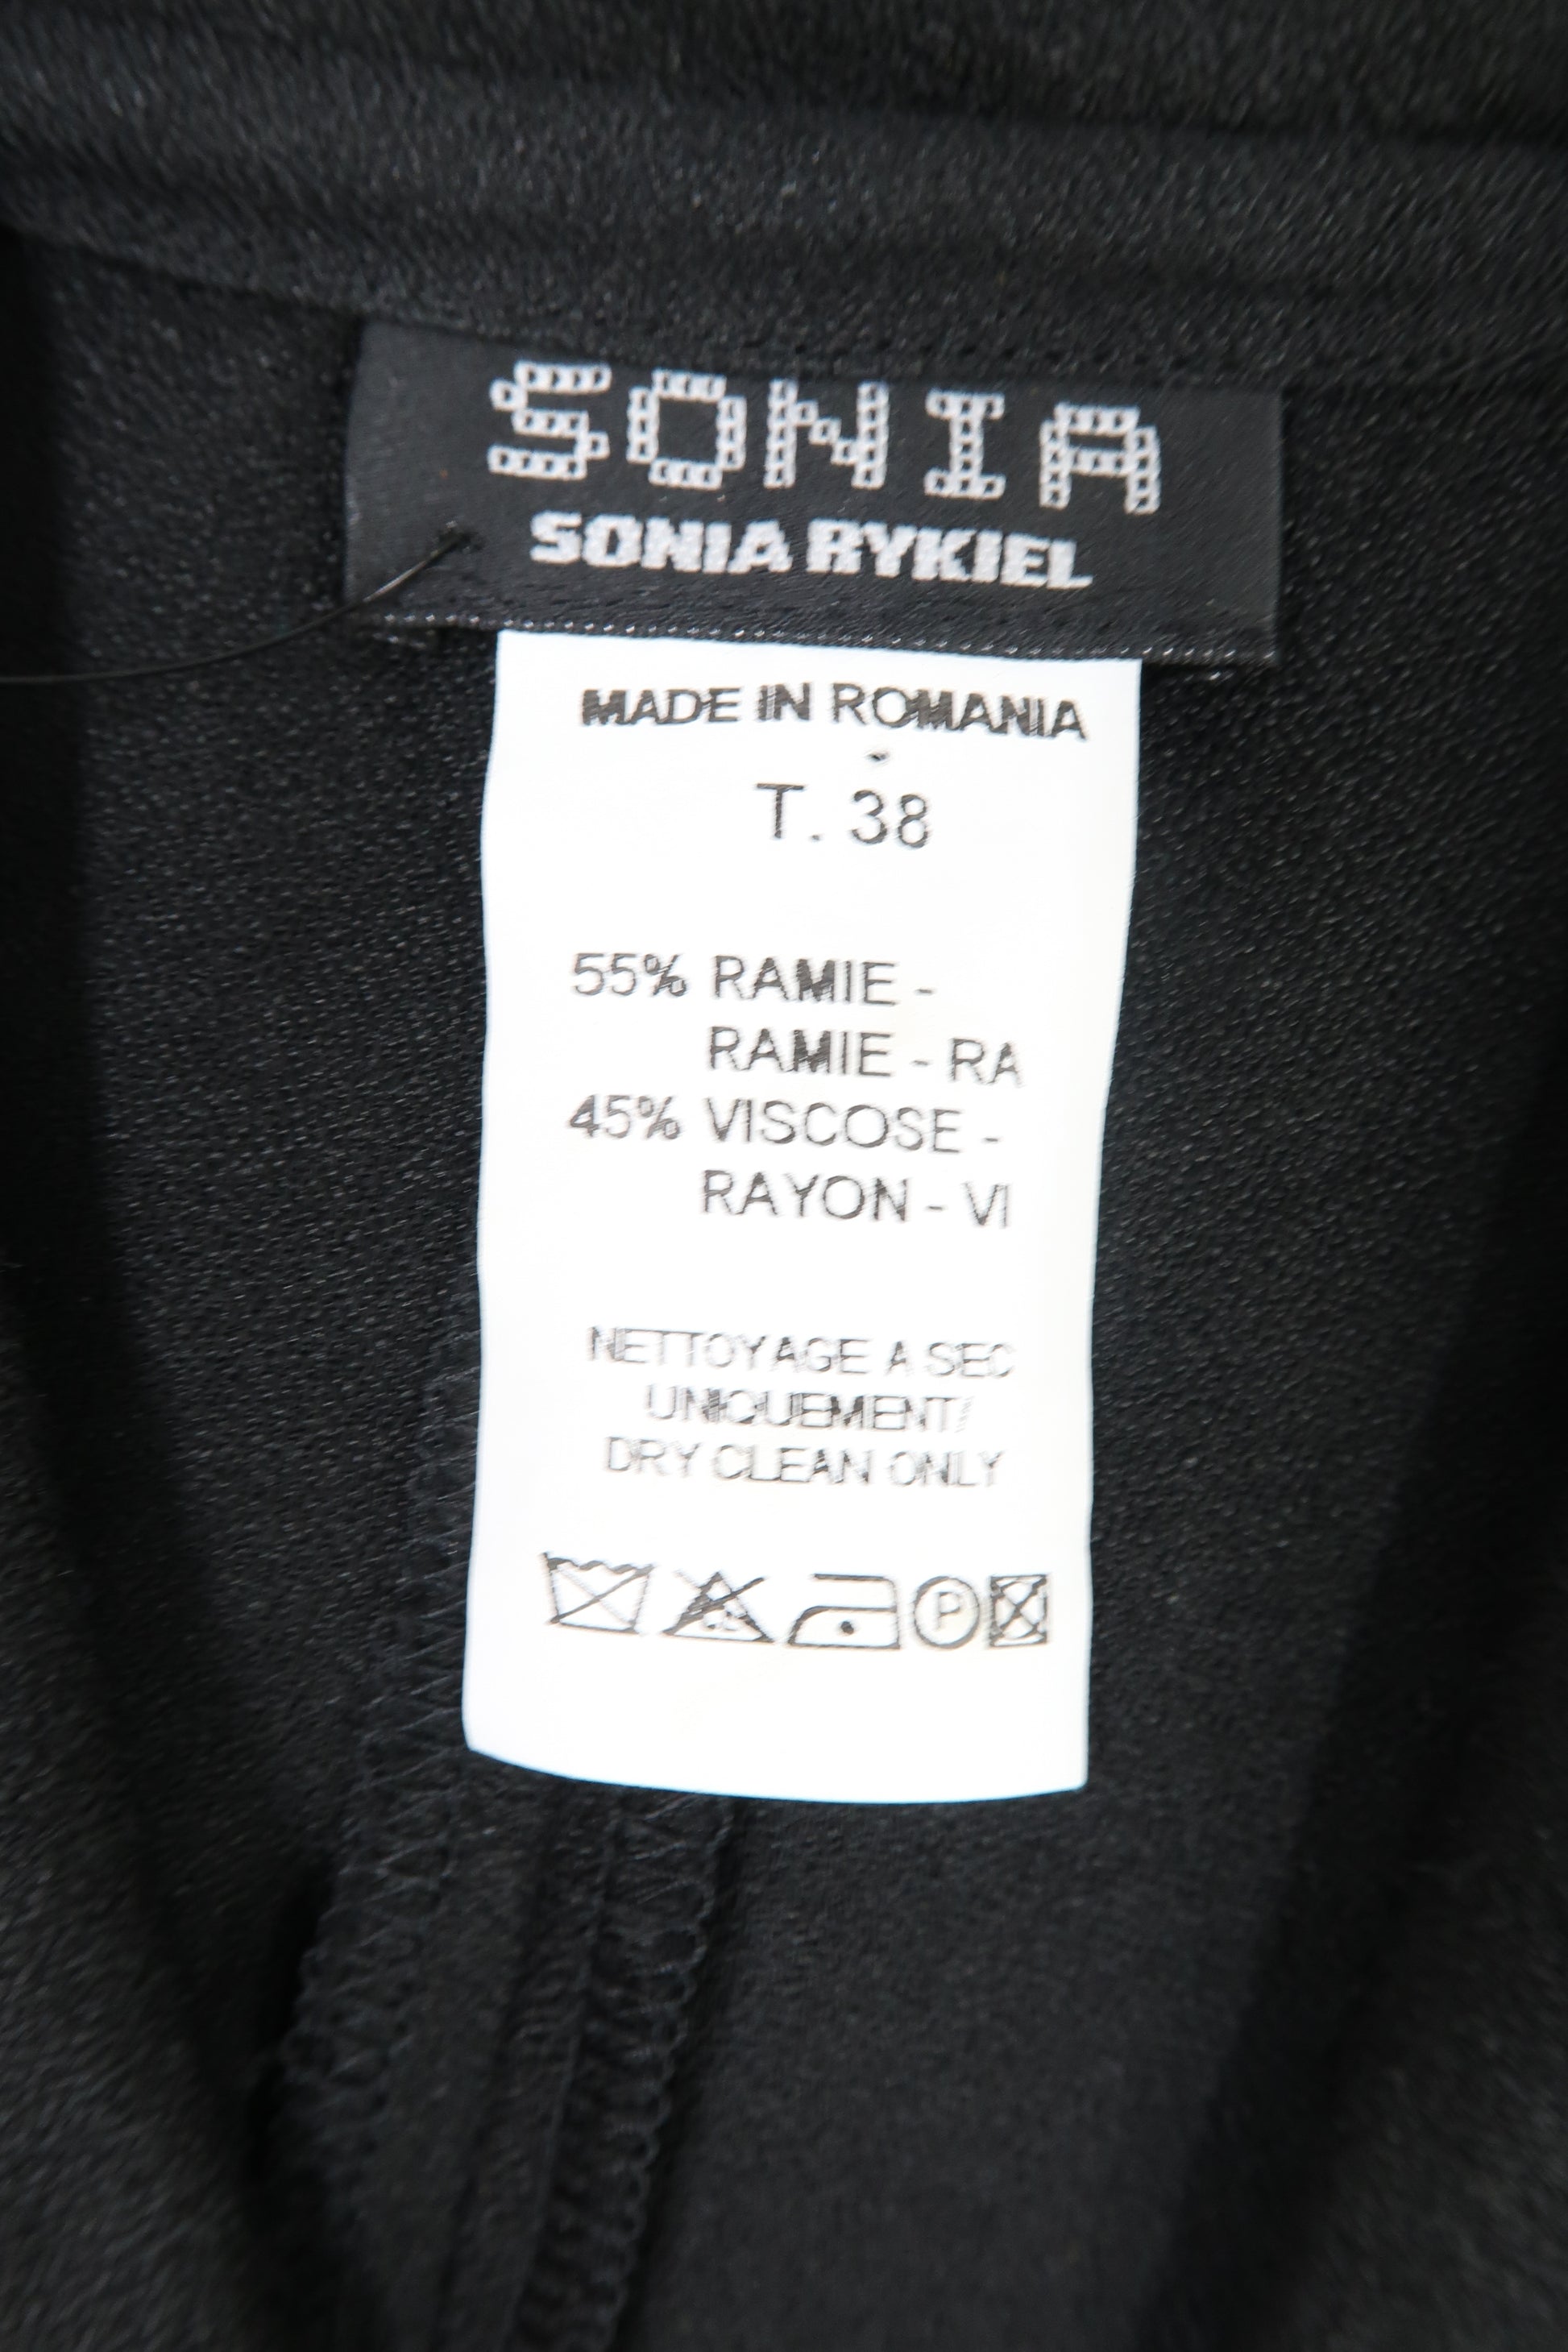 SONIA
SONIA RYKIEL
MADE IN ROMANIA
-
T. 38
55% RAMIE -
RAMIE - RA
45% VISCOSE -
RAYON - VI
NETTOYAGE A SEC
UNIQUEMENT/
DRY CLEAN ONLY
P